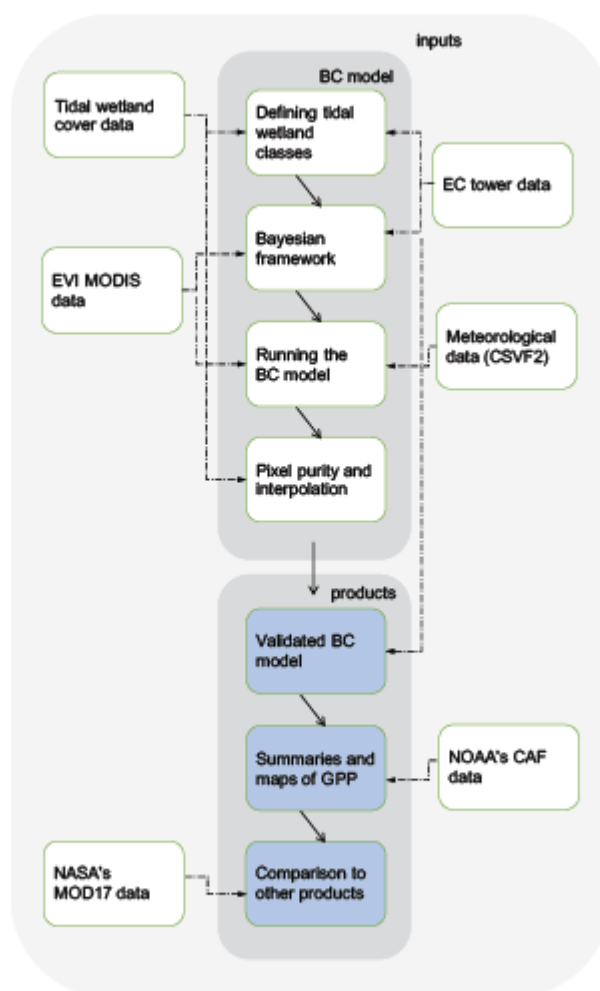 inputs
BC model
Tidal wetland
cover data
Defining tidal
wetland
classes
EC tower data
Bayesian
framework
EVI MODIS
data
Meteorological
data (CSVF2)
Running the
BC model
Pixel purity and
interpolation
products
Validated BC
model
Summaries and
maps of GPP
NOAA's CAF
data
NASA's
MOD17 data
Comparison to
other products